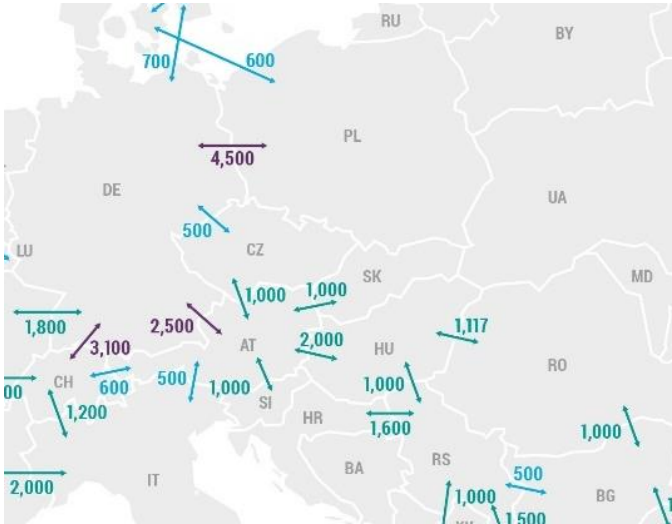 RU
BY
700
600
PL
4,500
DE
UA
500
CZ
LU
SK
MD
1,000
1,000
1,800
2,500
2,000
1,117
3,100
AT
HU
RO
CH
600
500
1,000
1,000
SI
HR
1,200
1,600
1,000
BA
RS
IT
2,000
500
1,000
BG
1,500